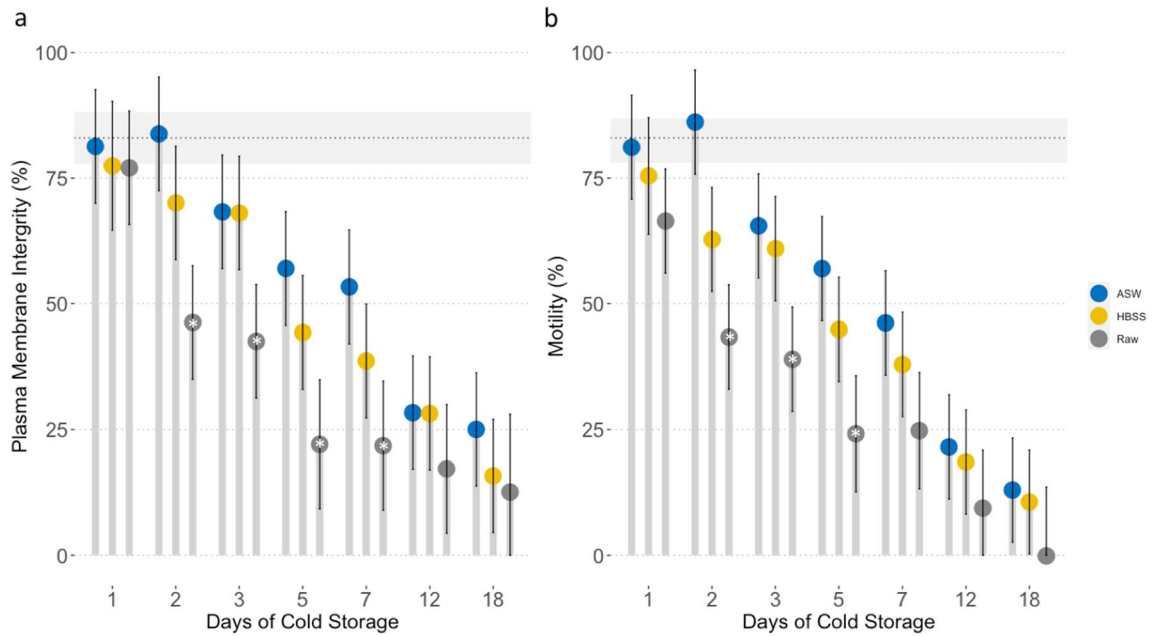 a
100
75
50
25
0
Plasma Membrane Intergrity (%)
1 2 3 5 7 12 18
Days of Cold Storage
* * * *
b
100
75
50
25
0
Motility (%)
1 2 3 5 7 12 18
Days of Cold Storage
* * *
ASW
HBSS
Raw